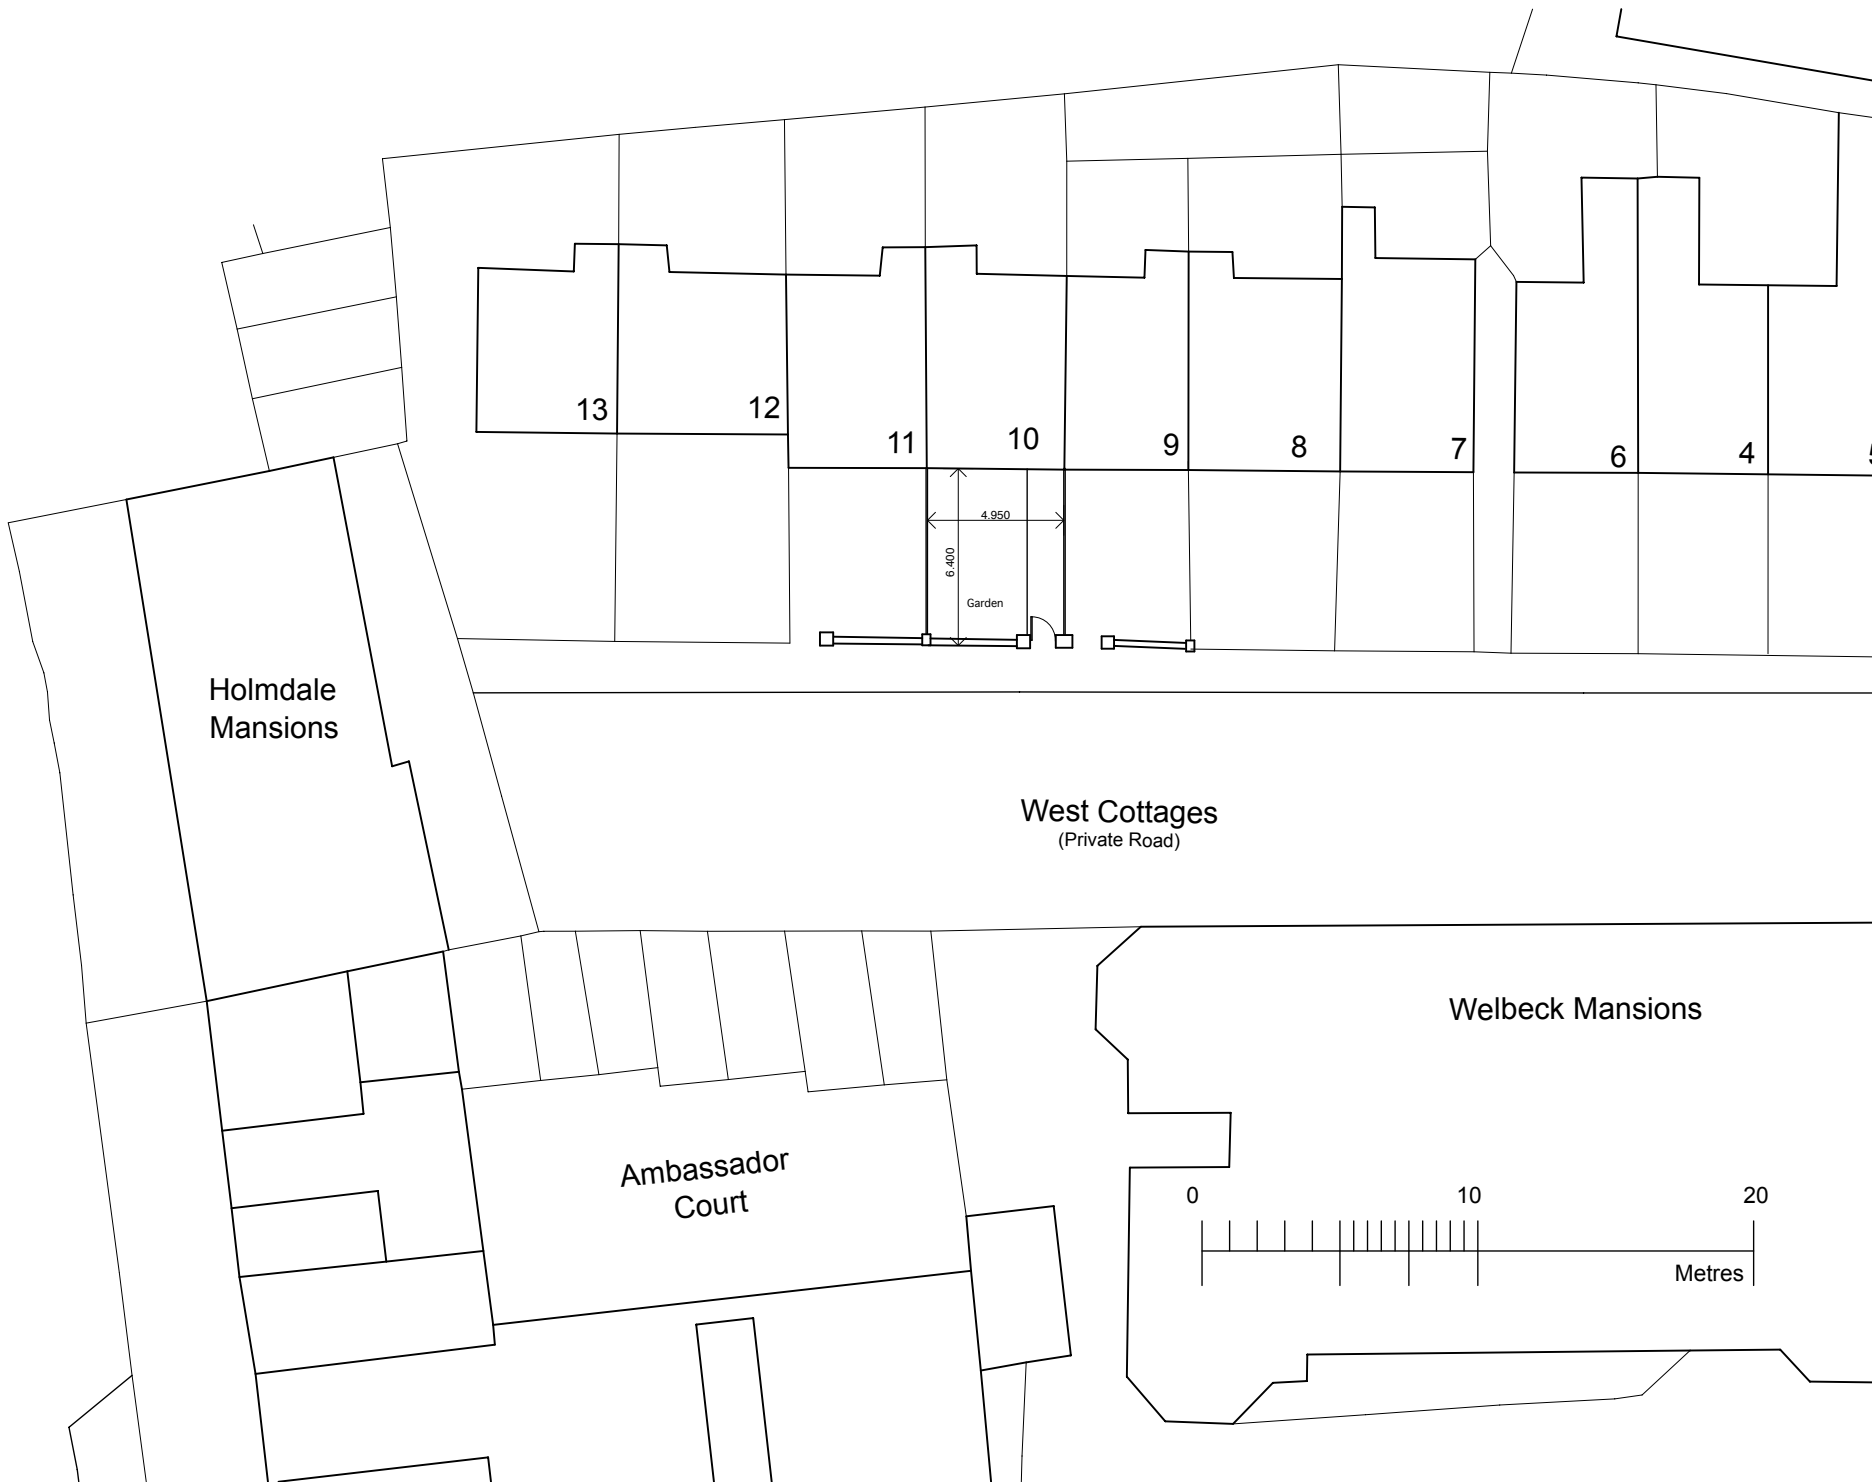 13
12
11
10
9
8
7
6
4
4.950
6.400
Garden
Holmdale
Mansions
West Cottages
(Private Road)
Welbeck Mansions
Ambassador
Court
0
10
20
Metres